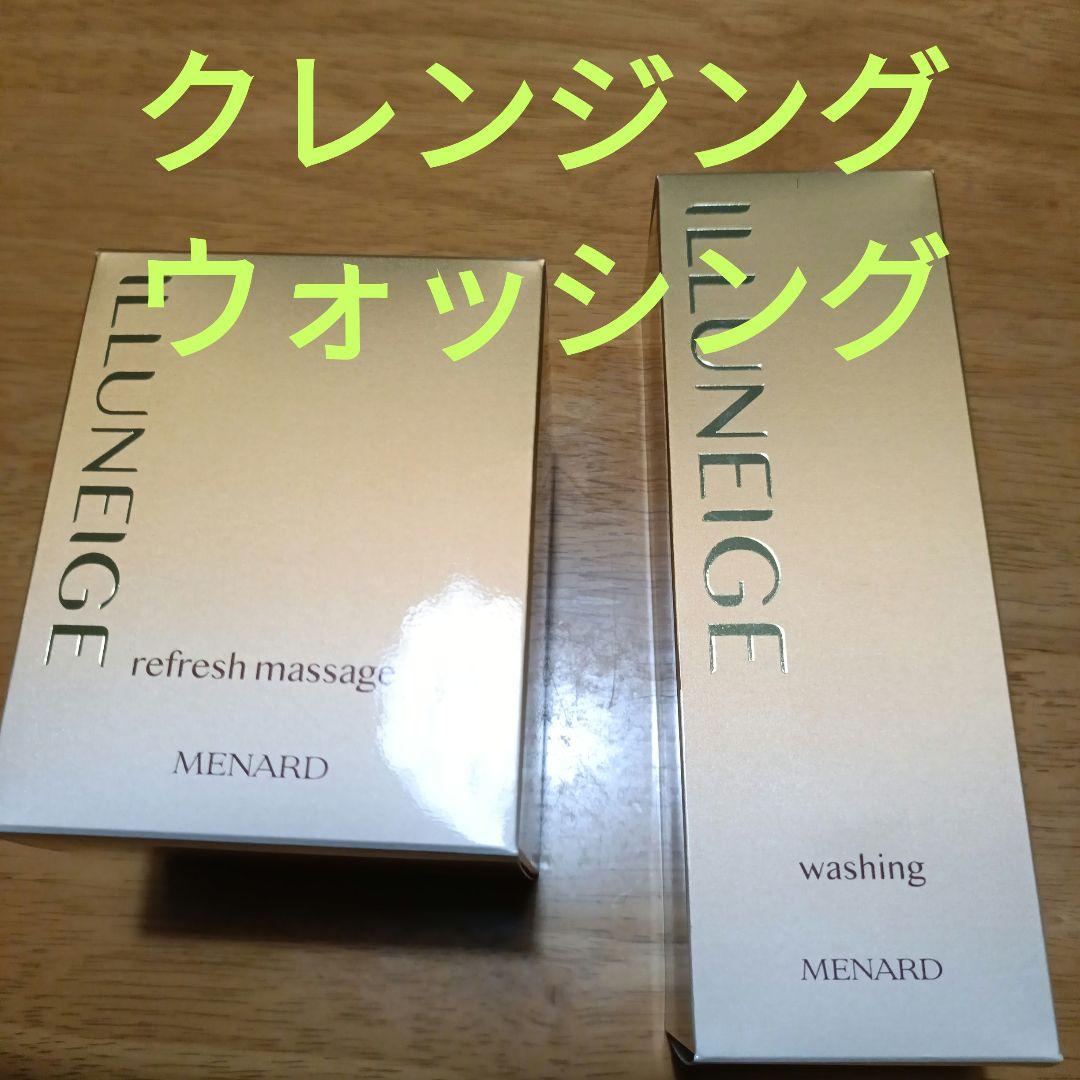 クレンジング
ウォッシング
ILLUNEIGE
refresh massage
MENARD
ILLUNEIGE
washing
MENARD